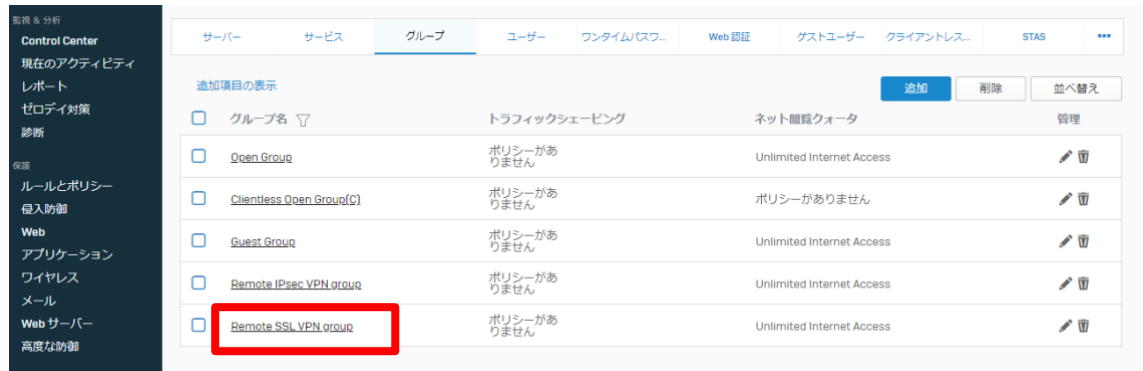 監視 & 分析
Control Center
現在のアクティビティ
レポート
ゼロデイ対策
診断
保護
ルールとポリシー
侵入防御
Web
アプリケーション
ワイヤレス
メール
Web サーバー
高度な防御
サーバー サービス グループ ユーザー ワンタイムパスワ... Web 認証 ゲストユーザー クライアントレス... STAS •••
追加項目の表示 追加 削除 並べ替え
グループ名 トラフィックシェーピング ネット閲覧クォータ 管理
Open Group ポリシーがあ Unlimited Internet Access
りません
Clientless Open Group(C) ポリシーがあ ポリシーがありません
りません
Guest Group ポリシーがあ Unlimited Internet Access
りません
Remote IPsec VPN group ポリシーがあ Unlimited Internet Access
りません
Remote SSL VPN group ポリシーがあ Unlimited Internet Access
りません